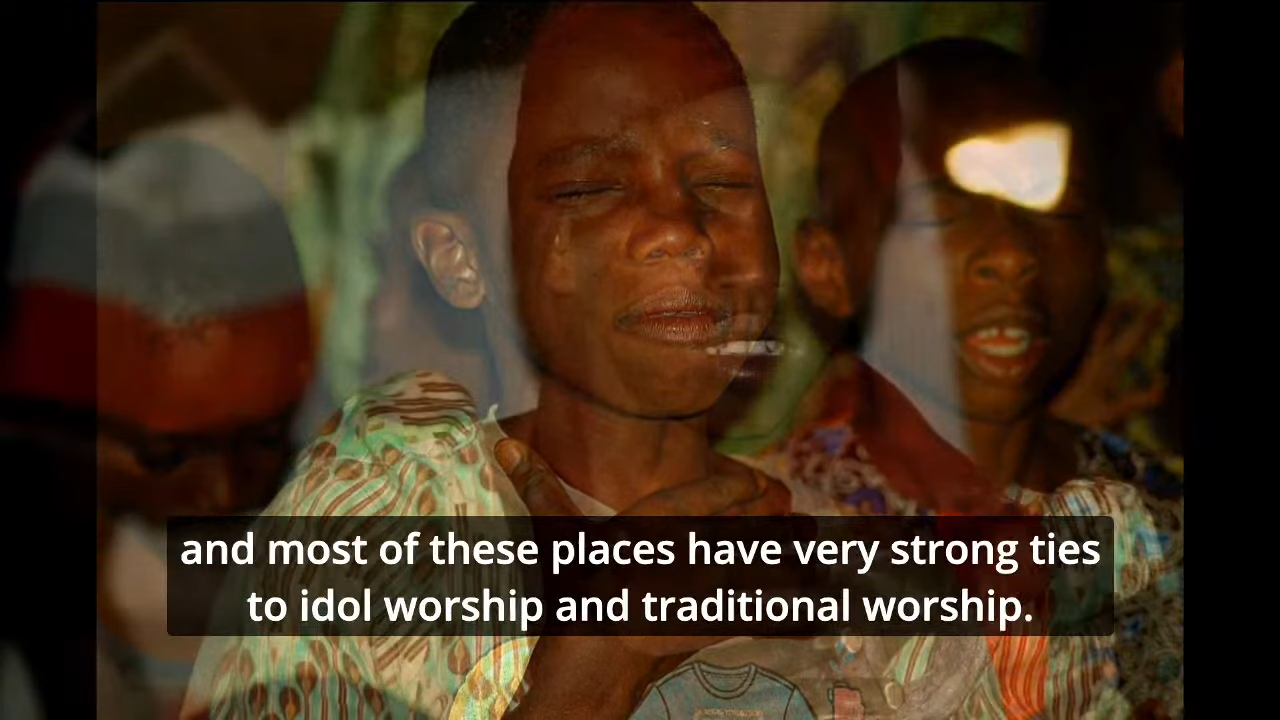 and most of these places have very strong ties
to idol worship and traditional worship.